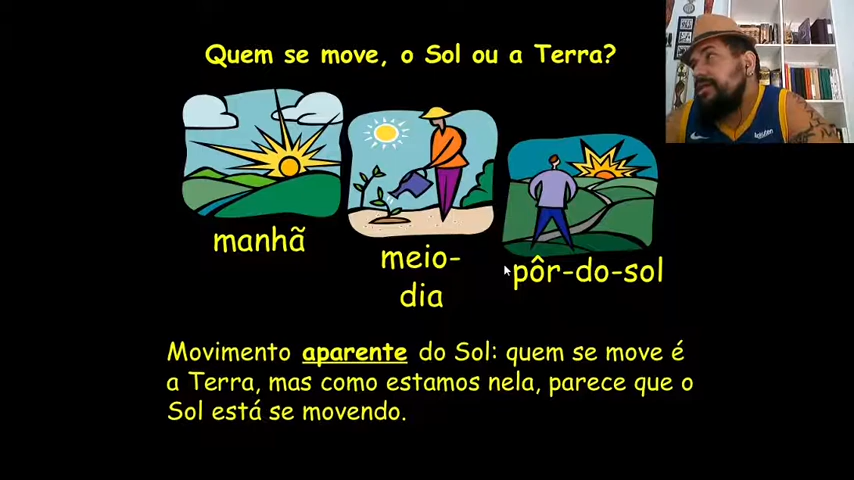 Quem se move, o Sol ou a Terra?
manhã
meio-
dia
pôr-do-sol
Movimento aparente do Sol: quem se move é
a Terra, mas como estamos nela, parece que o
Sol está se movendo.